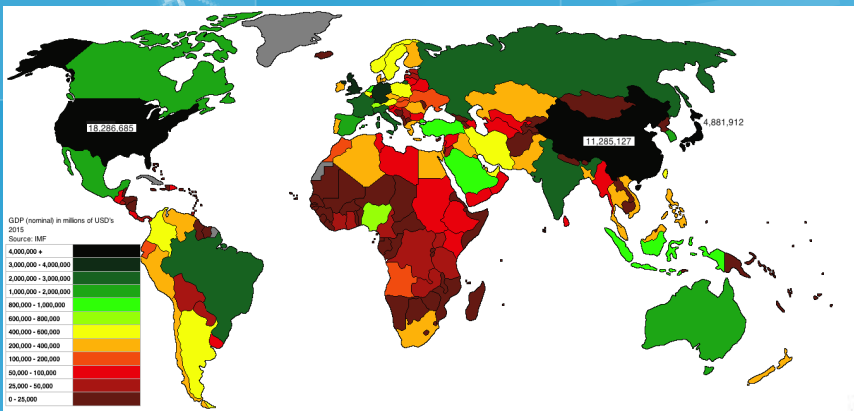 4,881,912
18,286,685
11,285,127
GDP (nominal) in millions of USD's
2015
Source: IMF
4,000,000 +
3,000,000 - 4,000,000
2,000,000 - 3,000,000
1,000,000 - 2,000,000
800,000 - 1,000,000
600,000 - 800,000
400,000 - 600,000
200,000 - 400,000
100,000 - 200,000
50,000 - 100,000
25,000 - 50,000
0 - 25,000